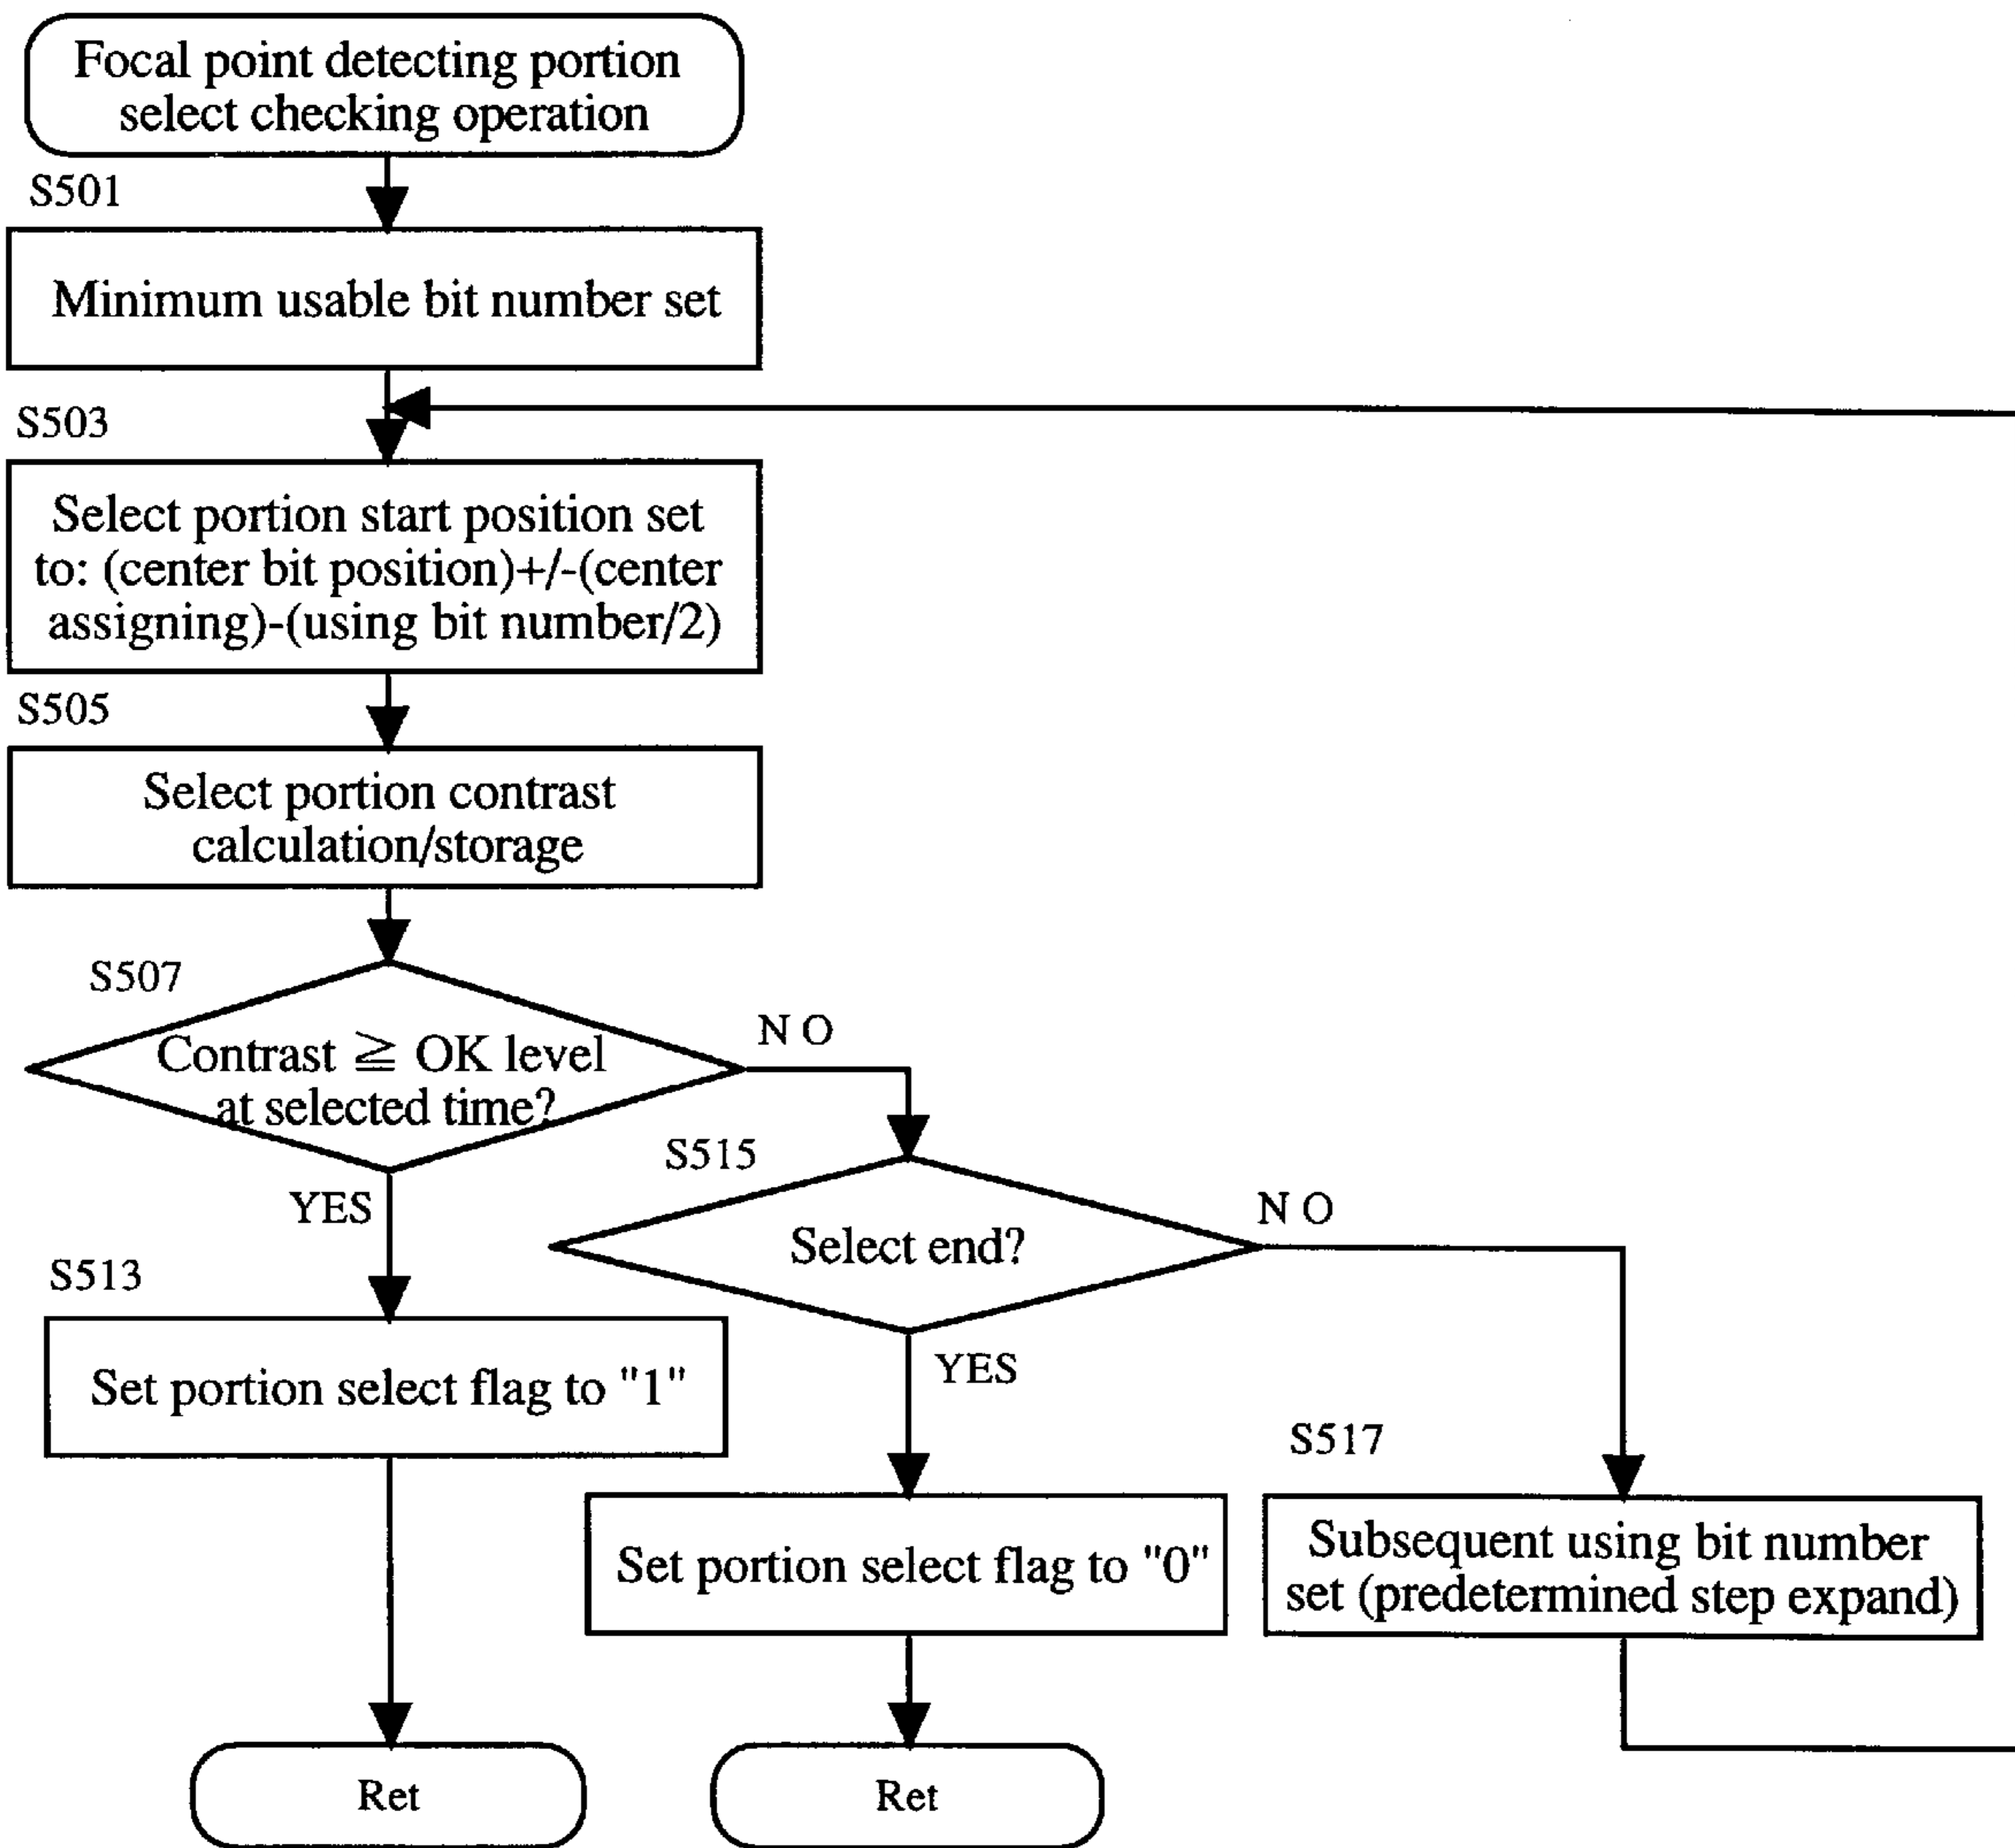 Focal point detecting portion
select checking operation
S501
Minimum usable bit number set
S503
Select portion start position set
to: (center bit position)+/-(center
assigning)-(using bit number/2)
S505
Select portion contrast
calculation/storage
S507
Contrast ≧ OK level
at selected time?
N O
YES
S515
Select end?
N O
YES
S513
Set portion select flag to "1"
Set portion select flag to "0"
S517
Subsequent using bit number
set (predetermined step expand)
Ret
Ret